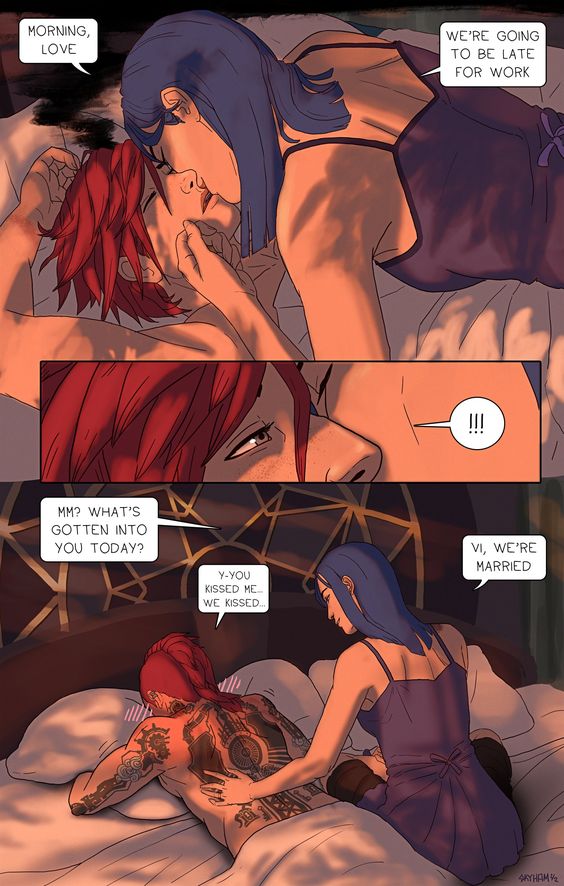 MORNING,
LOVE
WE'RE GOING
TO BE LATE
FOR WORK
!!!
MM? WHAT'S
GOTTEN INTO
YOU TODAY?
Y-YOU
KISSED ME...
WE KISSED...
VI, WE'RE
MARRIED
SKYHAM